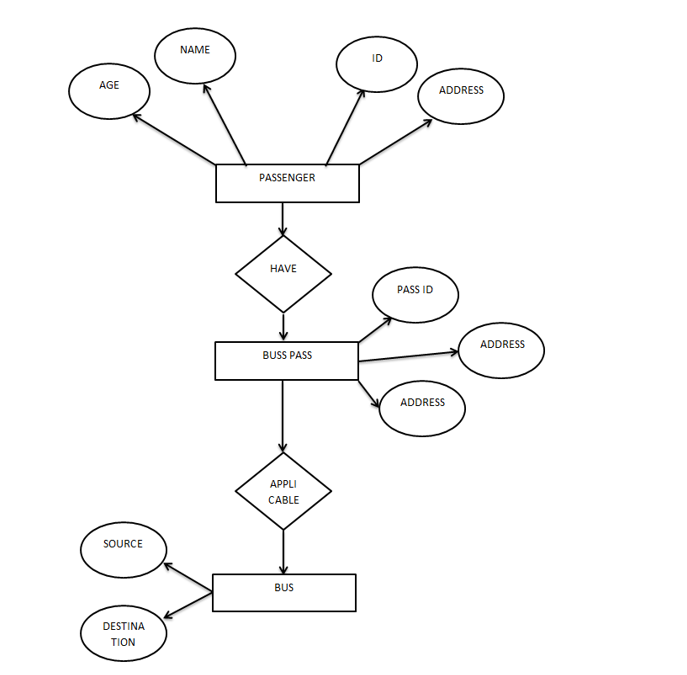 NAME
ID
AGE
ADDRESS
PASSENGER
HAVE
PASS ID
ADDRESS
BUSS PASS
ADDRESS
APPLI
CABLE
SOURCE
BUS
DESTINA
TION